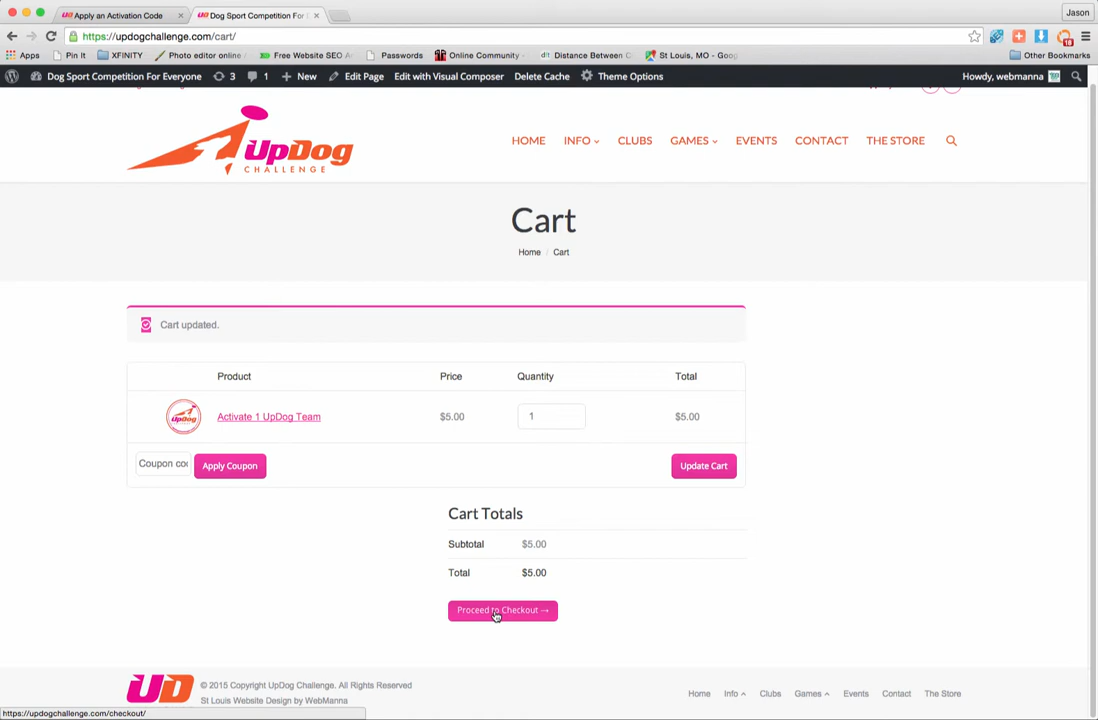 Apply an Activation Code
Dog Sport Competition For
Jason
https://updogchallenge.com/cart/
10
Apps
Pin It
XFINITY
Photo editor online /
Free Website SEO
Passwords
Online Community
Distance Between C
St Louis, MO - Goog
Other Bookmarks
Dog Sport Competition For Everyone
3
1
New
Edit Page
Edit with Visual Composer
Delete Cache
Theme Options
Howdy, webmanna
UpDog
CHALLENGE
HOME
INFO
CLUBS
GAMES
EVENTS
CONTACT
THE STORE
Cart
Home / Cart
Cart updated.
Product Price Quantity Total
UpDog
Activate 1 UpDog Team $5.00 1 $5.00
Coupon co
Apply Coupon
Update Cart
Cart Totals
Subtotal $5.00
Total $5.00
Proceed to Checkout →
UD
© 2015 Copyright UpDog Challenge. All Rights Reserved
St Louis Website Design by WebManna
Home Info Clubs Games Events Contact The Store
https://updogchallenge.com/checkout/